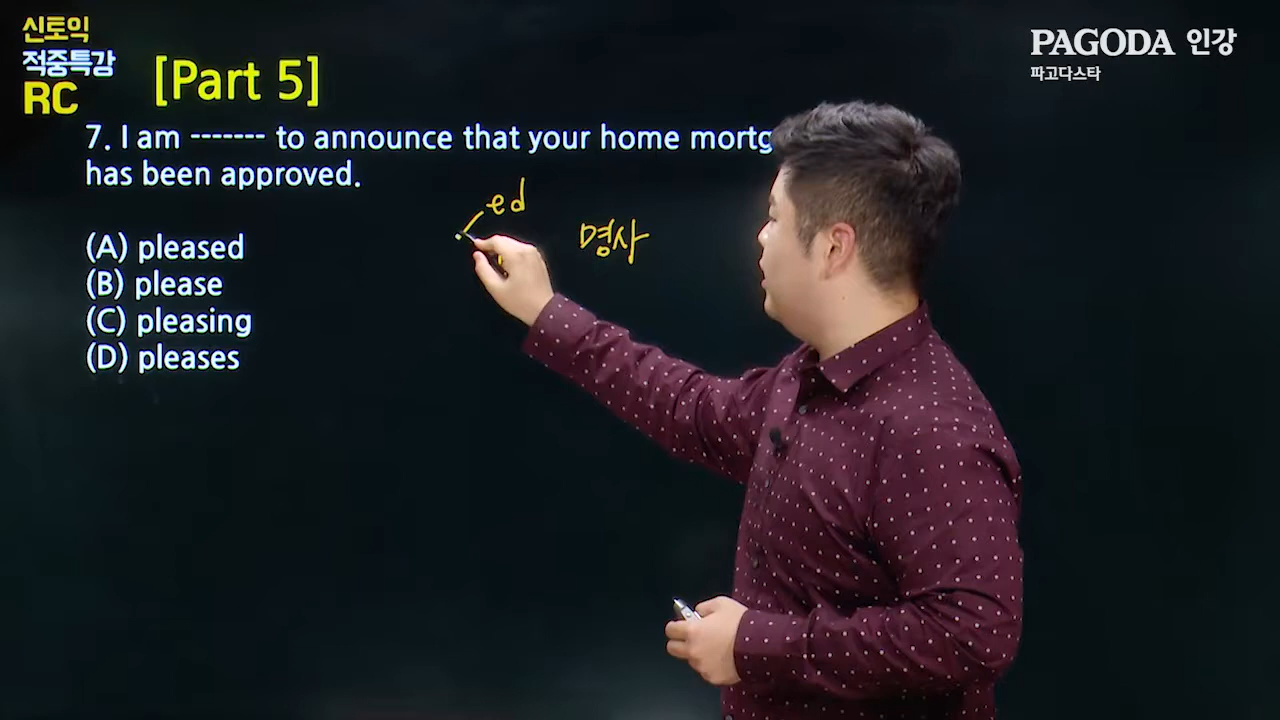 신토익
적중특강
RC
[Part 5]
PAGODA 인강
파고다스타
7. I am ------- to announce that your home
has been approved.
ed
명사
(A) pleased
(B) please
(C) pleasing
(D) pleases